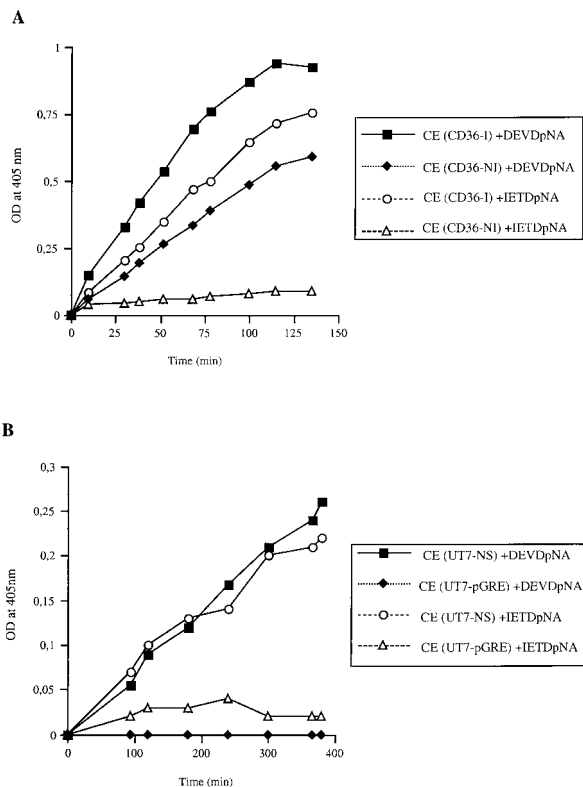 A
OD at 405 nm
1
0,75
0,5
0,25
0
0 25 50 75 100 125 150
Time (min)
CE (CD36-I) +DEVDpNA
CE (CD36-NI) +DEVDpNA
CE (CD36-I) +IETDpNA
CE (CD36-NI) +IETDpNA
B
OD at 405nm
0,3
0,25
0,2
0,15
0,1
0,05
0
0 100 200 300 400
Time (min)
CE (UT7-NS) +DEVDpNA
CE (UT7-pGRE) +DEVDpNA
CE (UT7-NS) +IETDpNA
CE (UT7-pGRE) +IETDpNA